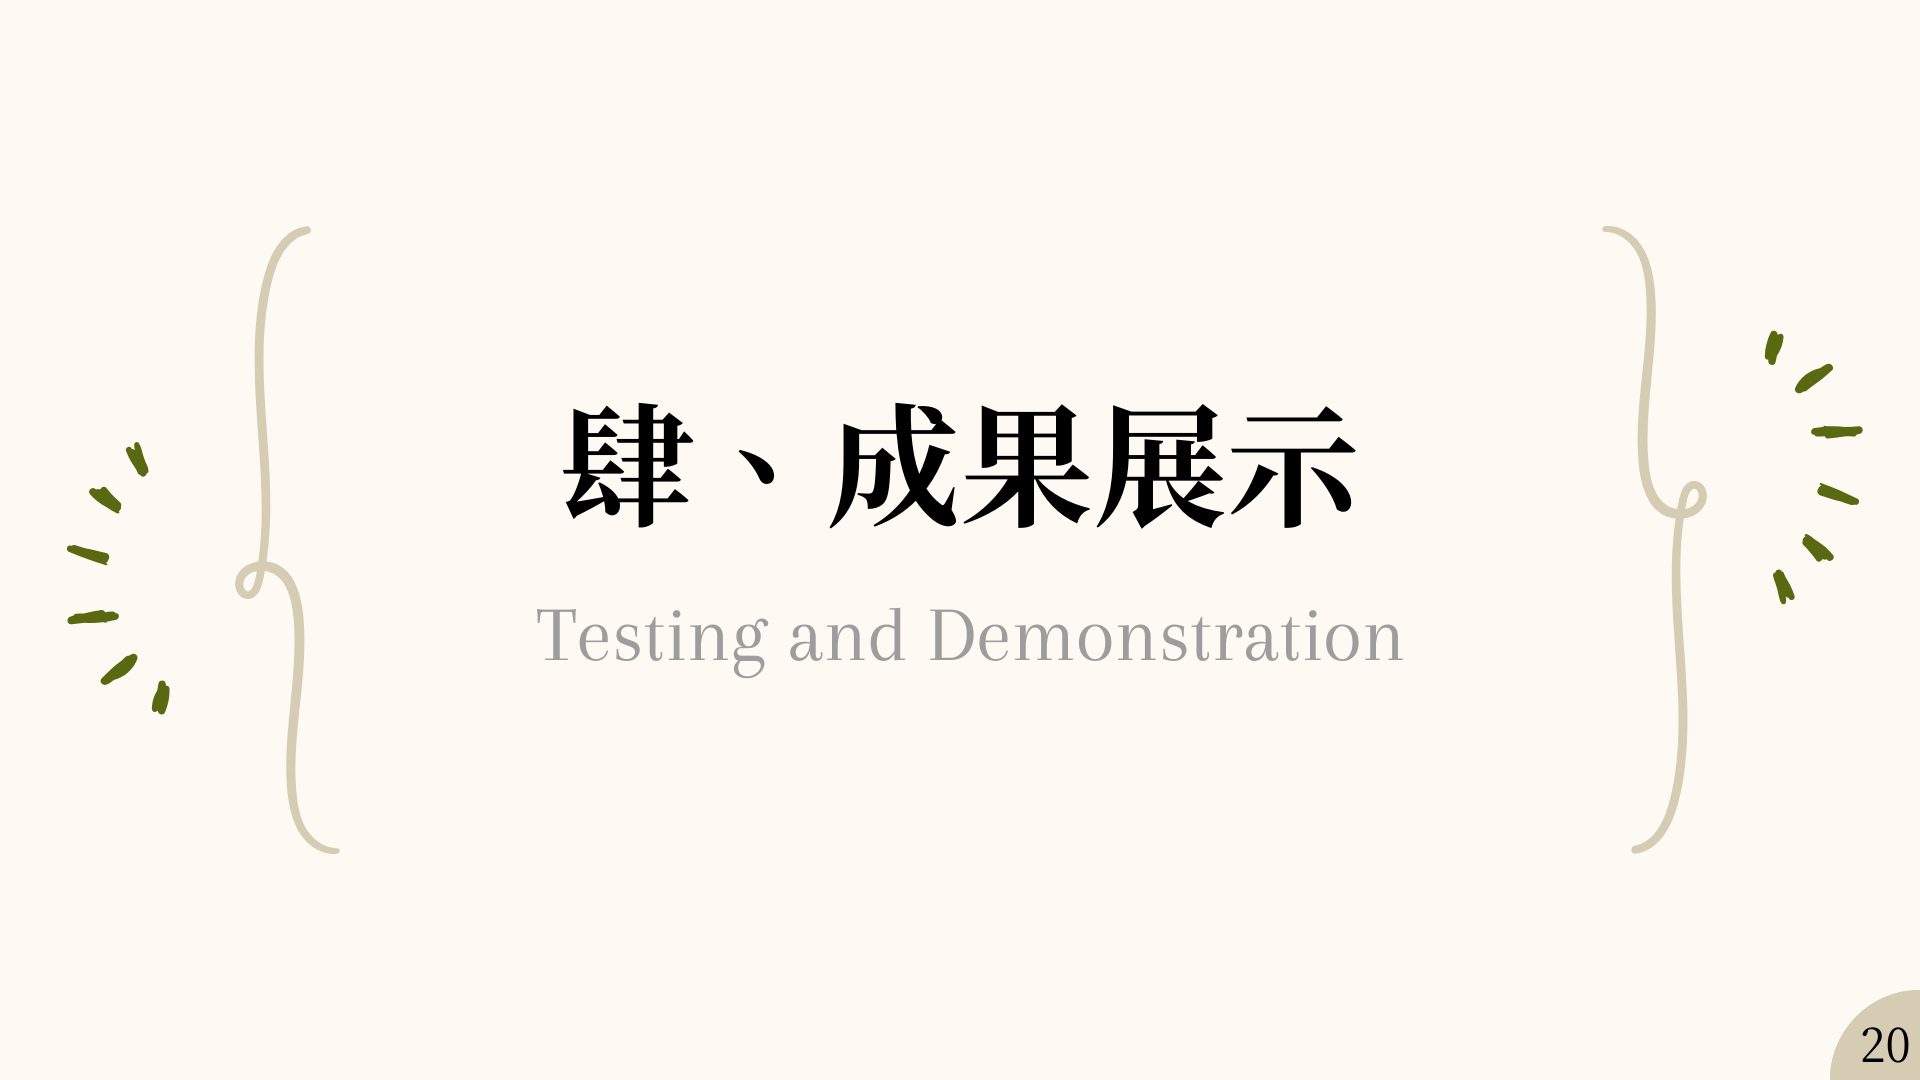 肆、成果展示
Testing and Demonstration
20